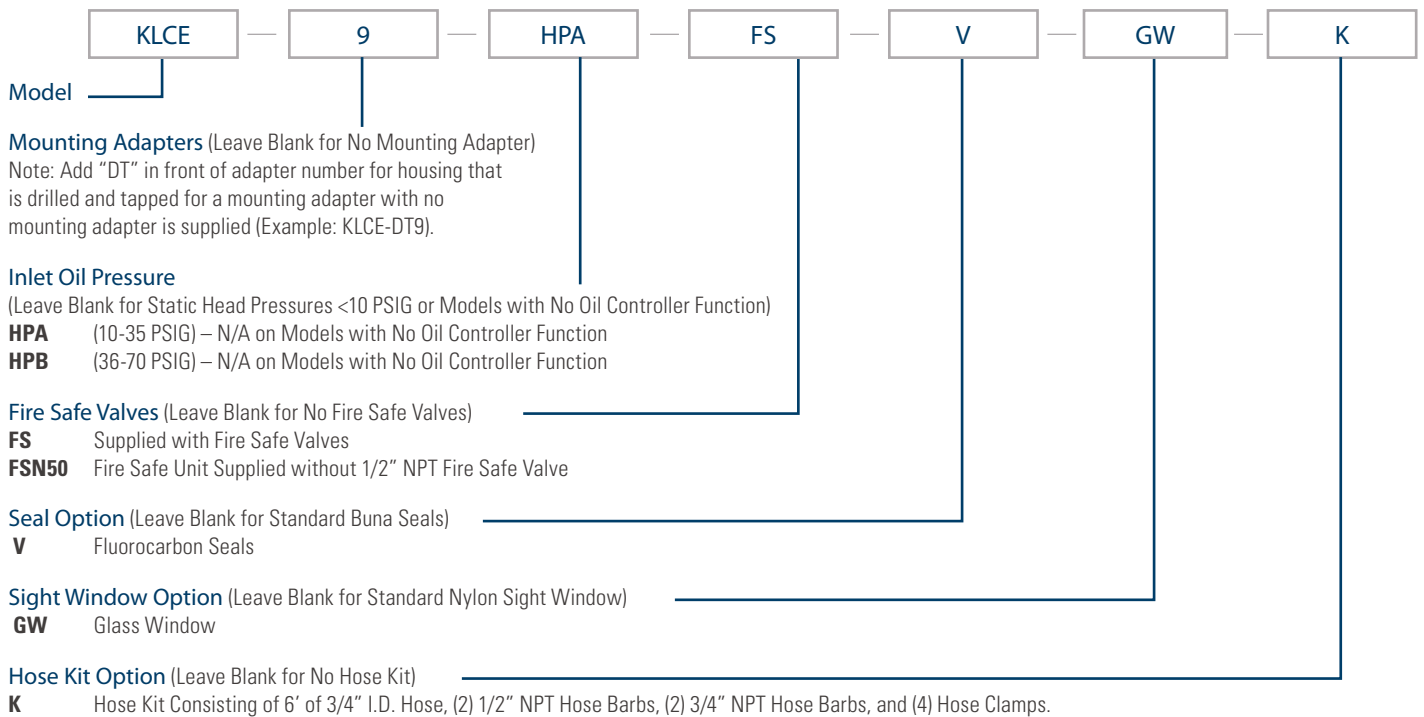 KLCE — 9 — HPA — FS — V — GW — K
Model
Mounting Adapters (Leave Blank for No Mounting Adapter)
Note: Add “DT” in front of adapter number for housing that
is drilled and tapped for a mounting adapter with no
mounting adapter is supplied (Example: KLCE-DT9).
Inlet Oil Pressure
(Leave Blank for Static Head Pressures <10 PSIG or Models with No Oil Controller Function)
HPA (10-35 PSIG) – N/A on Models with No Oil Controller Function
HPB (36-70 PSIG) – N/A on Models with No Oil Controller Function
Fire Safe Valves (Leave Blank for No Fire Safe Valves)
FS Supplied with Fire Safe Valves
FSN50 Fire Safe Unit Supplied without 1/2” NPT Fire Safe Valve
Seal Option (Leave Blank for Standard Buna Seals)
V Fluorocarbon Seals
Sight Window Option (Leave Blank for Standard Nylon Sight Window)
GW Glass Window
Hose Kit Option (Leave Blank for No Hose Kit)
K Hose Kit Consisting of 6’ of 3/4” I.D. Hose, (2) 1/2” NPT Hose Barbs, (2) 3/4” NPT Hose Barbs, and (4) Hose Clamps.